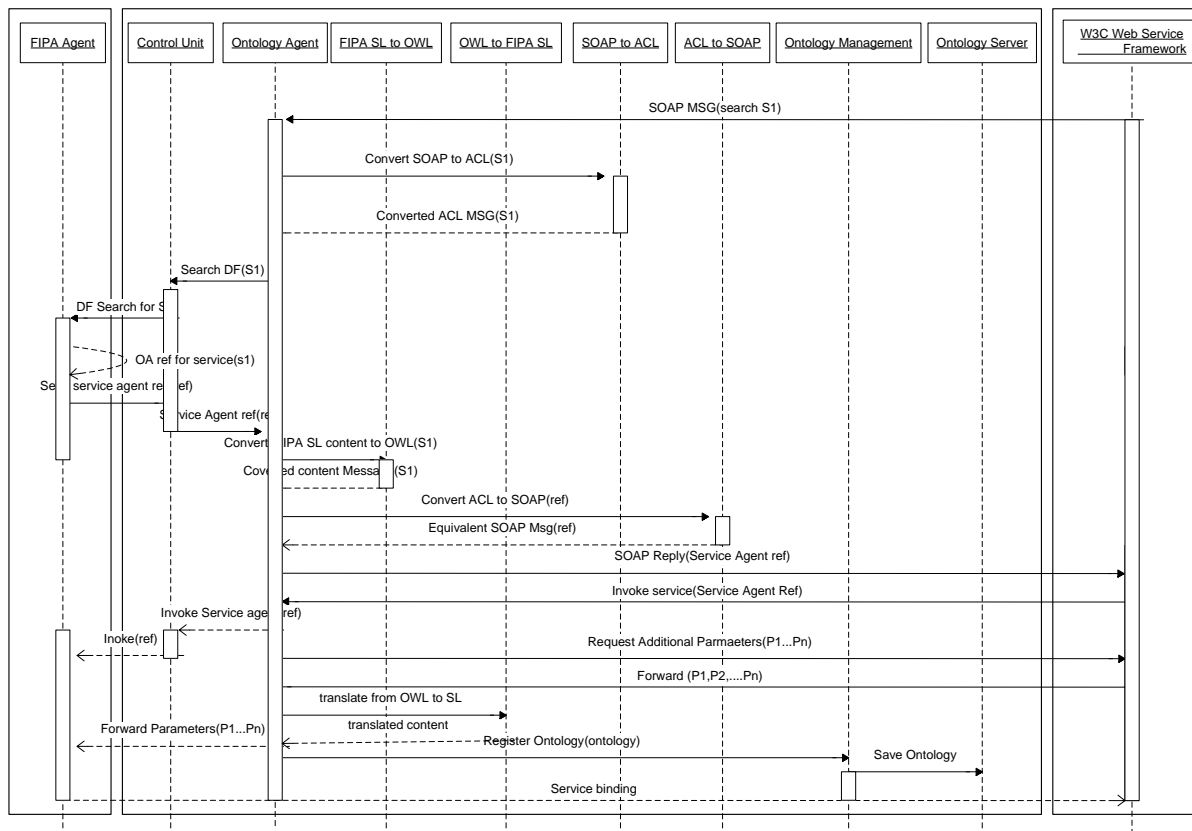 FIPA Agent
Control Unit
Ontology Agent
FIPA SL to OWL
OWL to FIPA SL
SOAP to ACL
ACL to SOAP
Ontology Management
Ontology Server
W3C Web Service
Framework
SOAP MSG(search S1)
Convert SOAP to ACL(S1)
Converted ACL MSG(S1)
Search DF(S1)
DF Search for
OA ref for service(s1)
service agent
ref)
Agent ref(
Convert FIPA SL content to OWL(S1)
content (S1)
Convert ACL to SOAP(ref)
Equivalent SOAP Msg(ref)
SOAP Reply(Service Agent ref)
Invoke service(Service Agent Ref)
Invoke Service
Inoke(ref)
Request Additional Parmaeters(P1...Pn)
Forward (P1,P2,....Pn)
translate from OWL to SL
translated content
Forward Parameters(P1...Pn)
Register Ontology(ontology)
Save Ontology
Service binding